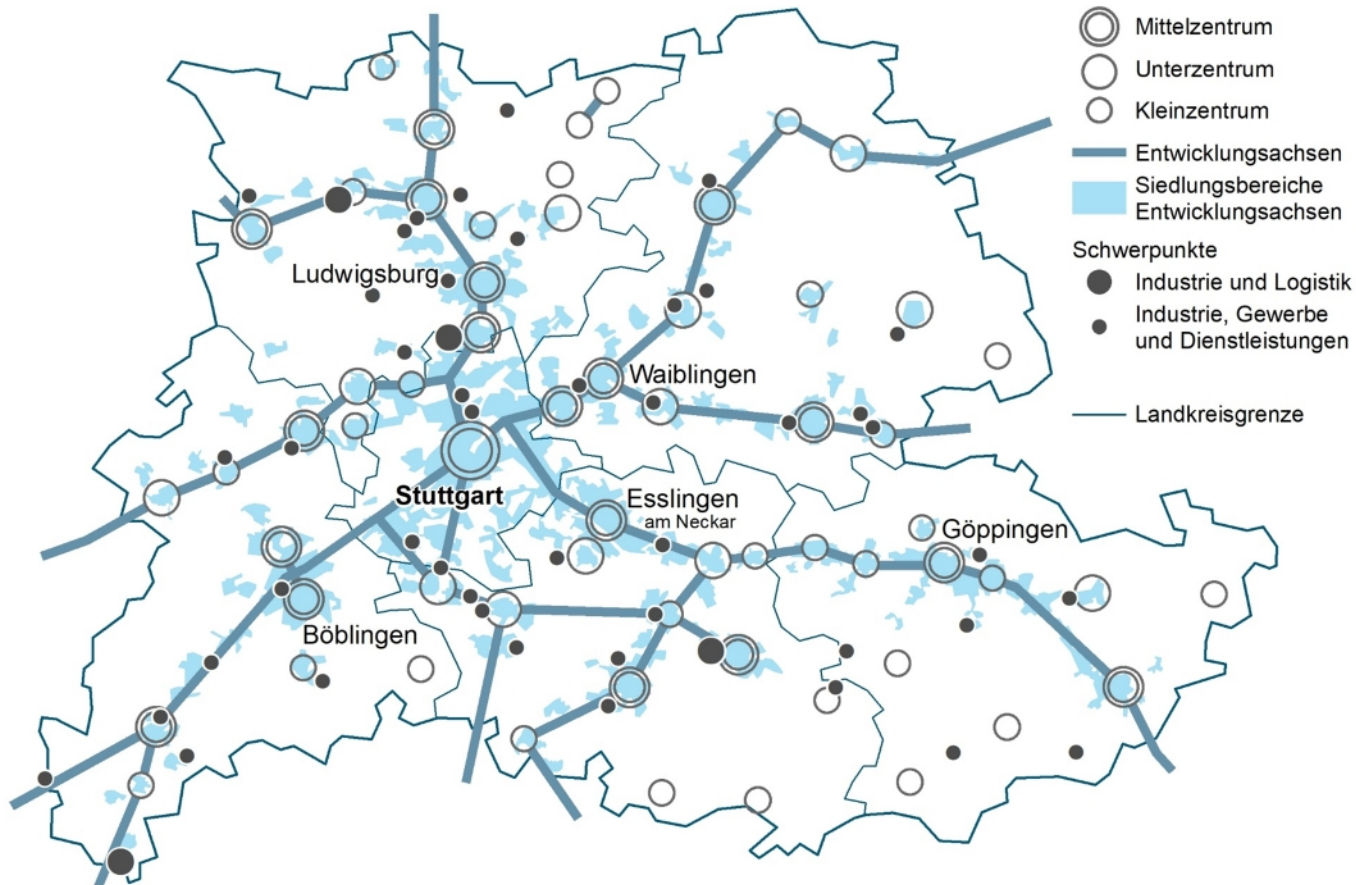 Mittelzentrum
Unterzentrum
Kleinzentrum
Entwicklungsachsen
Siedlungsbereiche
Entwicklungsachsen
Schwerpunkte
Industrie und Logistik
Industrie, Gewerbe
und Dienstleistungen
Landkreisgrenze
Ludwigsburg
Waiblingen
Stuttgart
Esslingen
am Neckar
Göppingen
Böblingen